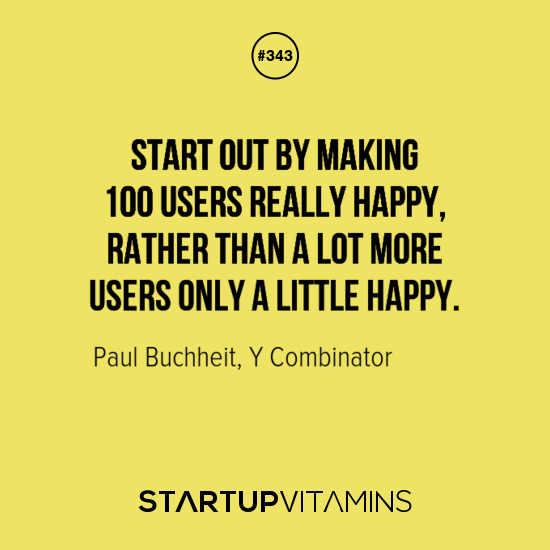 #343
START OUT BY MAKING
100 USERS REALLY HAPPY,
RATHER THAN A LOT MORE
USERS ONLY A LITTLE HAPPY.
Paul Buchheit, Y Combinator
STARTUPVITAMINS